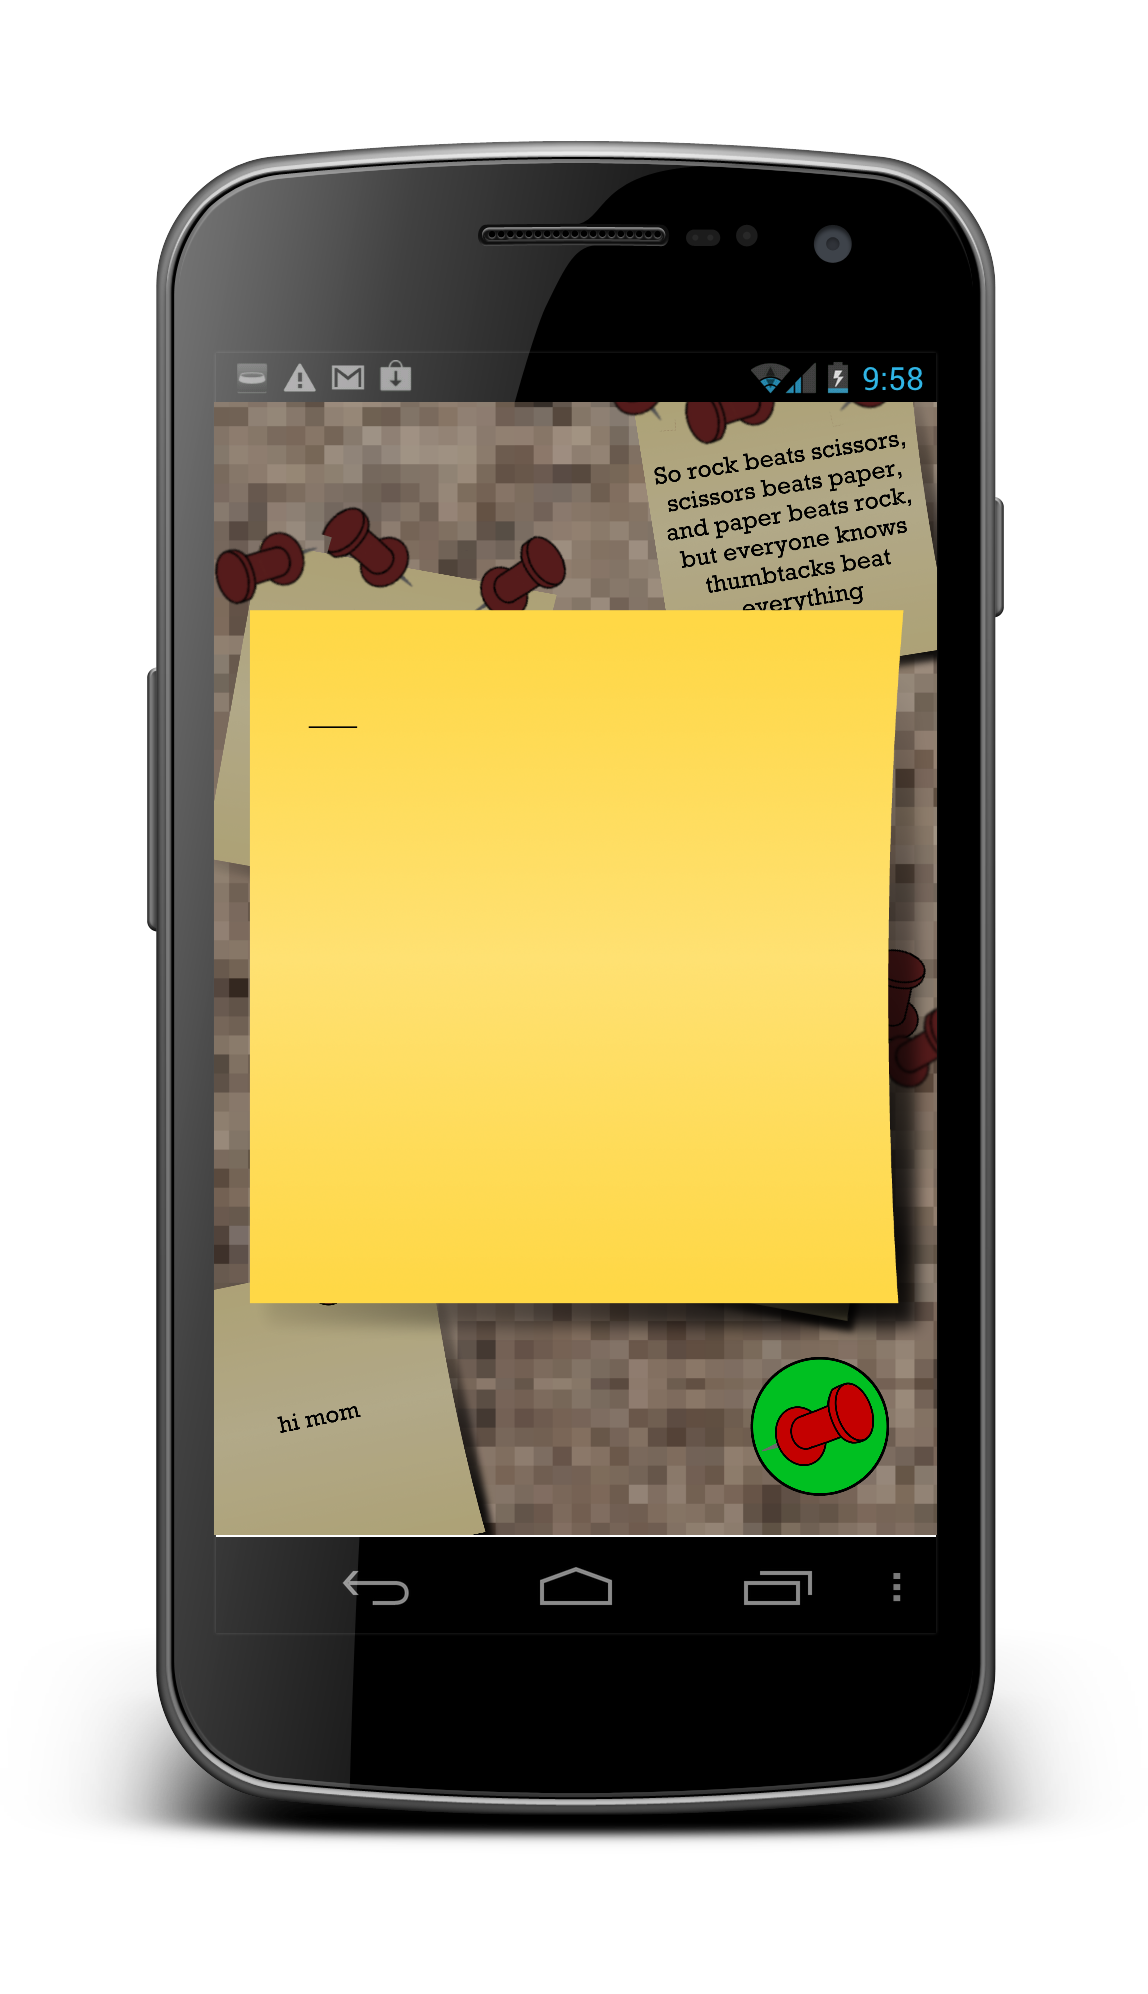 9:58
So rock beats scissors,
scissors beats paper,
and paper beats rock,
but everyone knows
thumbtacks beat
everything
hi mom